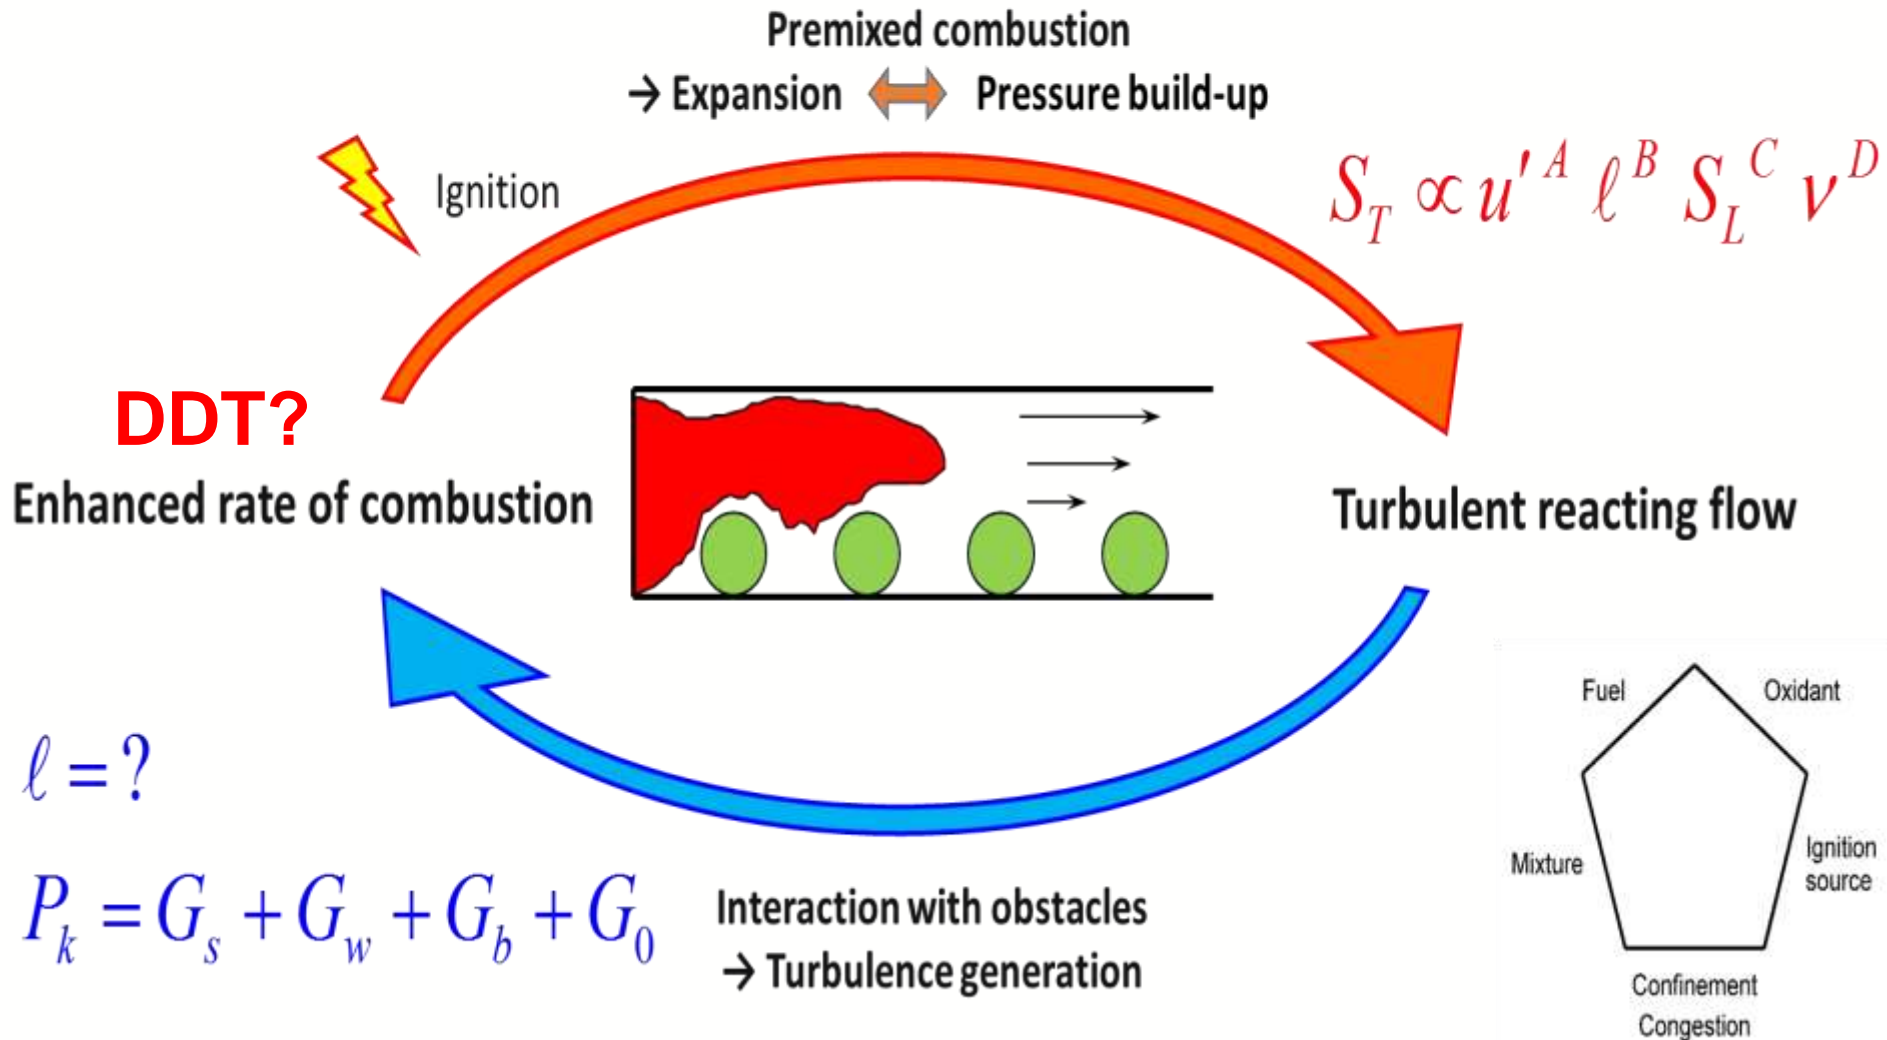 Premixed combustion
→ Expansion ⟺ Pressure build-up
Ignition
S_T ∝ u'^A ℓ^B S_L^C ν^D
DDT?
Enhanced rate of combustion
Turbulent reacting flow
Fuel
Oxidant
ℓ = ?
Mixture
Ignition
source
P_k = G_s + G_w + G_b + G_0
Interaction with obstacles
→ Turbulence generation
Confinement
Congestion